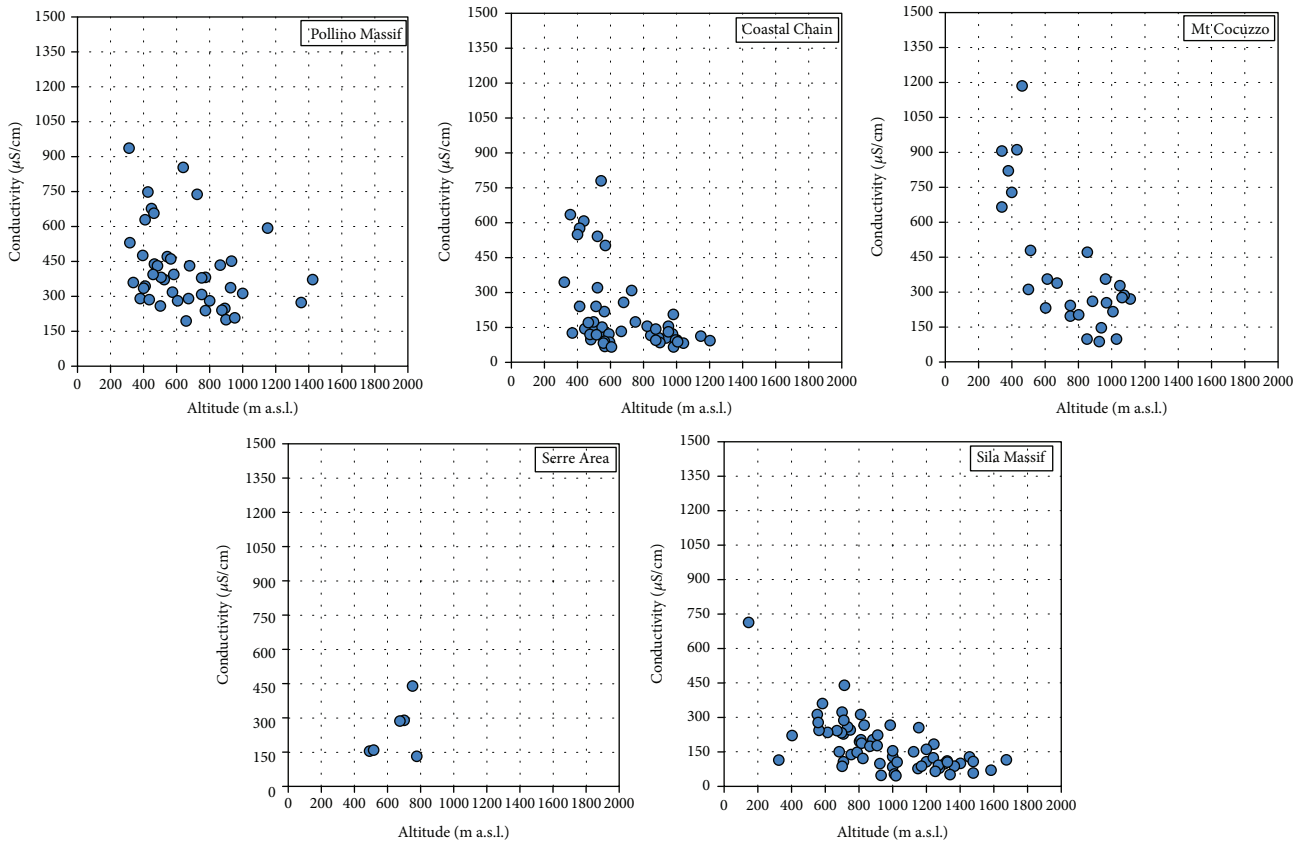 1500
1350
1200
1050
900
750
600
450
300
150
0
Conductivity (μS/cm)
Pollino Massif
0 200 400 600 800 1000 1200 1400 1600 1800 2000
Altitude (m a.s.l.)
1500
1350
1200
1050
900
750
600
450
300
150
0
Conductivity (μS/cm)
Coastal Chain
0 200 400 600 800 1000 1200 1400 1600 1800 2000
Altitude (m a.s.l.)
1500
1350
1200
1050
900
750
600
450
300
150
0
Conductivity (μS/cm)
Mt Cocuzzo
0 200 400 600 800 1000 1200 1400 1600 1800 2000
Altitude (m a.s.l.)
1500
1350
1200
1050
900
750
600
450
300
150
0
Conductivity (μS/cm)
Serre Area
0 200 400 600 800 1000 1200 1400 1600 1800 2000
Altitude (m a.s.l.)
1500
1350
1200
1050
900
750
600
450
300
150
0
Conductivity (μS/cm)
Sila Massif
0 200 400 600 800 1000 1200 1400 1600 1800 2000
Altitude (m a.s.l.)